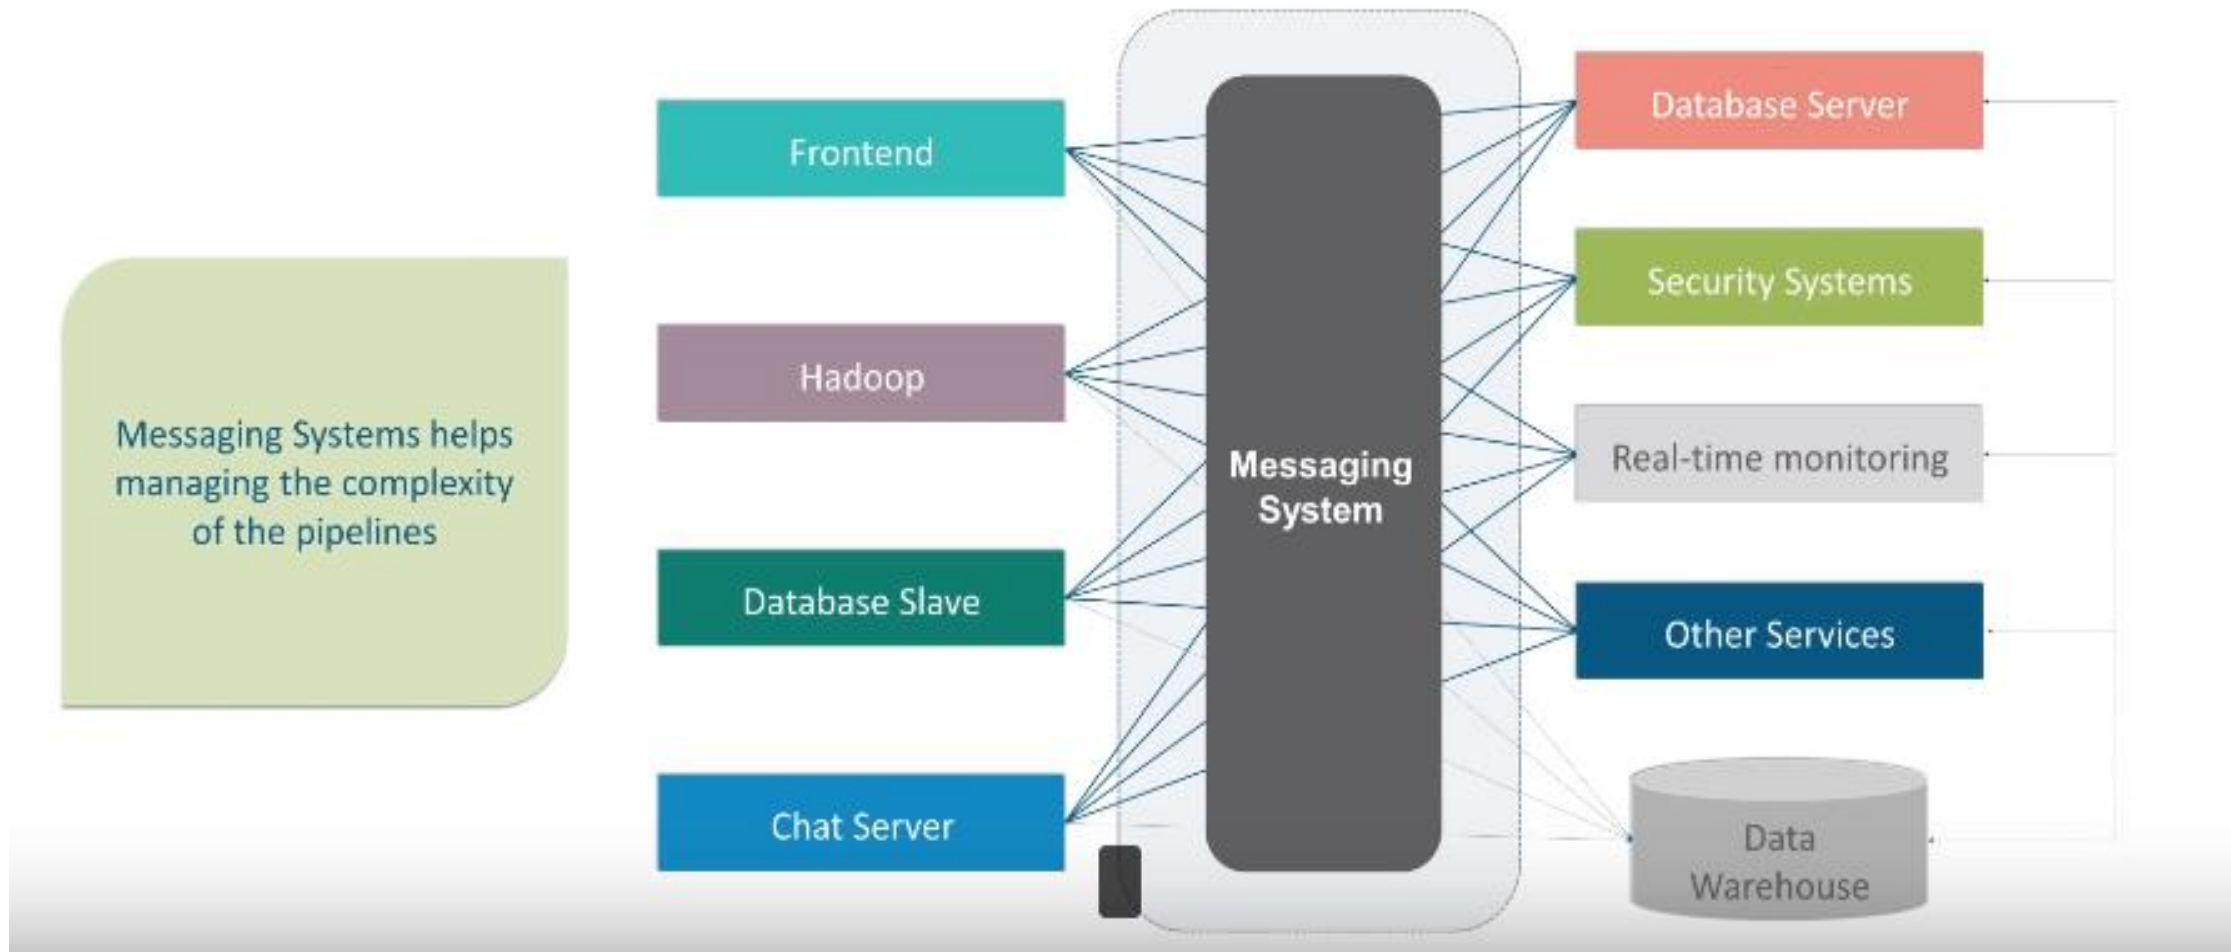 Messaging Systems helps
managing the complexity
of the pipelines
Frontend
Hadoop
Database Slave
Chat Server
Messaging
System
Database Server
Security Systems
Real-time monitoring
Other Services
Data
Warehouse